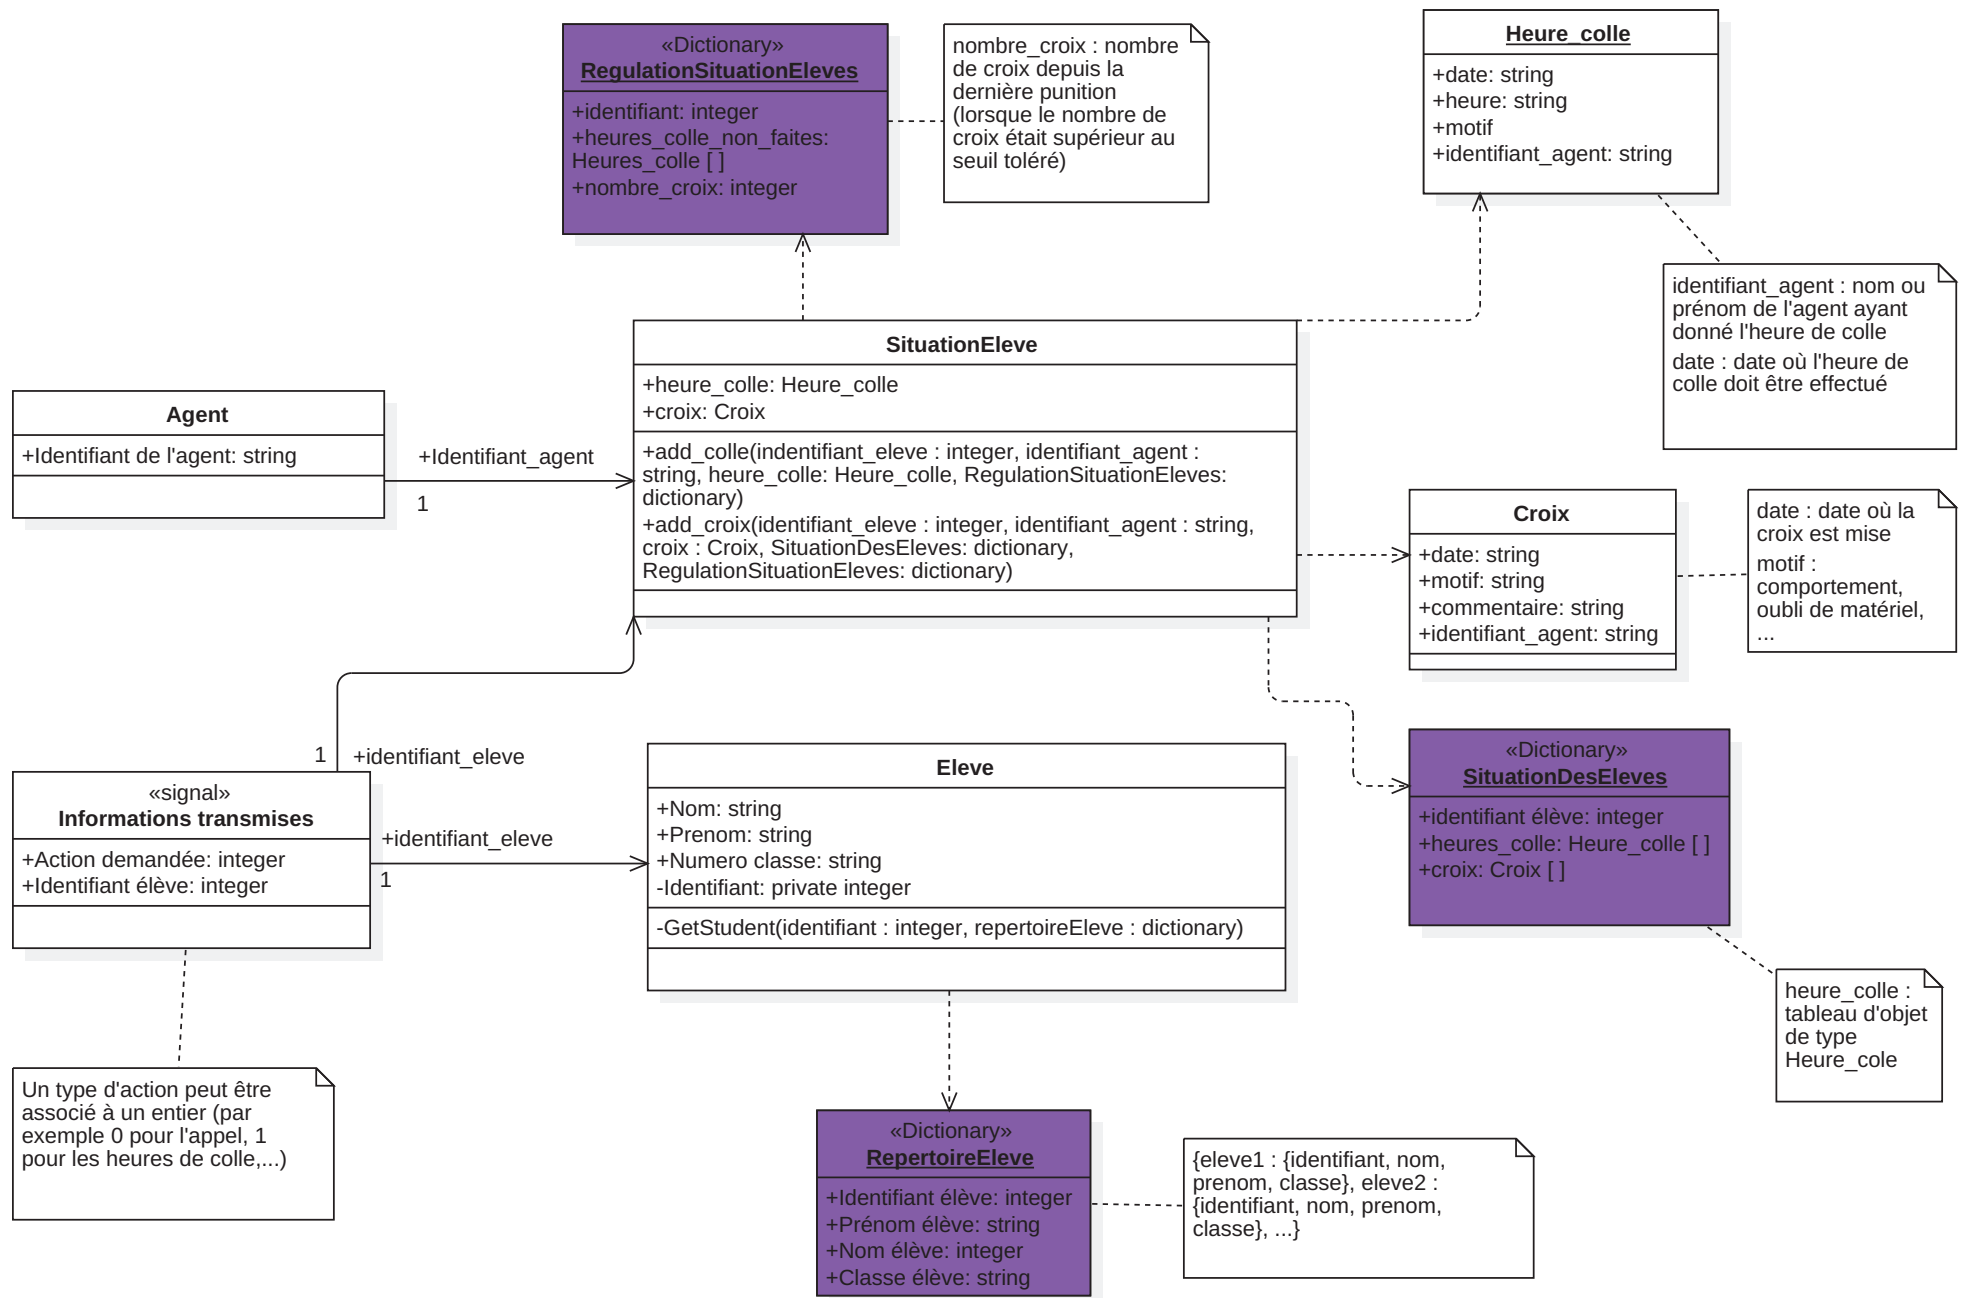 «Dictionary»
RegulationSituationEleves
+identifiant: integer
+heures_colle_non_faites:
Heures_colle [ ]
+nombre_croix: integer
nombre_croix : nombre
de croix depuis la
dernière punition
(lorsque le nombre de
croix était supérieur au
seuil toléré)
Heure_colle
+date: string
+heure: string
+motif
+identifiant_agent: string
identifiant_agent : nom ou
prénom de l'agent ayant
donné l'heure de colle
date : date où l'heure de
colle doit être effectué
SituationEleve
+heure_colle: Heure_colle
+croix: Croix
+add_colle(indentifiant_eleve : integer, identifiant_agent :
string, heure_colle: Heure_colle, RegulationSituationEleves:
dictionary)
+add_croix(identifiant_eleve : integer, identifiant_agent : string,
croix : Croix, SituationDesEleves: dictionary,
RegulationSituationEleves: dictionary)
Agent
+Identifiant de l'agent: string
+Identifiant_agent
1
Croix
+date: string
+motif: string
+commentaire: string
+identifiant_agent: string
date : date où la
croix est mise
motif :
comportement,
oubli de matériel,
...
1
+identifiant_eleve
«signal»
Informations transmises
+Action demandée: integer
+Identifiant élève: integer
+identifiant_eleve
1
Eleve
+Nom: string
+Prenom: string
+Numero classe: string
-Identifiant: private integer
-GetStudent(identifiant : integer, repertoireEleve : dictionary)
«Dictionary»
SituationDesEleves
+identifiant élève: integer
+heures_colle: Heure_colle [ ]
+croix: Croix [ ]
heure_colle :
tableau d'objet
de type
Heure_cole
Un type d'action peut être
associé à un entier (par
exemple 0 pour l'appel, 1
pour les heures de colle,...)
«Dictionary»
RepertoireEleve
+Identifiant élève: integer
+Prénom élève: string
+Nom élève: integer
+Classe élève: string
{eleve1 : {identifiant, nom,
prenom, classe}, eleve2 :
{identifiant, nom, prenom,
classe}, ...}